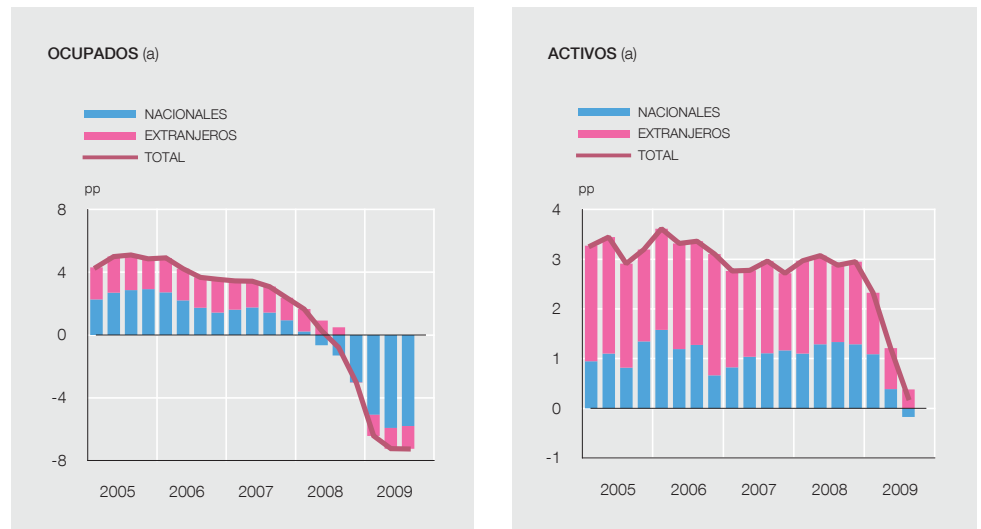 OCUPADOS (a)
NACIONALES
EXTRANJEROS
TOTAL
pp
8
4
0
-4
-8
2005 2006 2007 2008 2009
ACTIVOS (a)
NACIONALES
EXTRANJEROS
TOTAL
pp
4
3
2
1
0
-1
2005 2006 2007 2008 2009